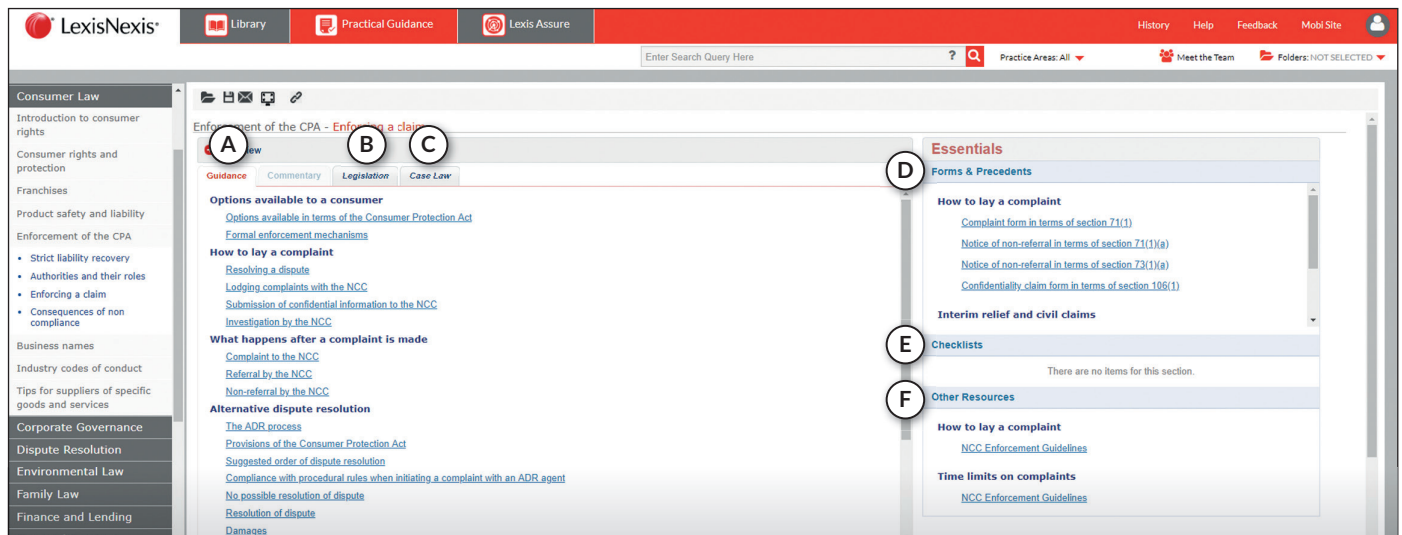 LexisNexis®
Library
Practical Guidance
Lexis Assure
History Help Feedback Mobi Site
Enter Search Query Here
?
Practice Areas: All
Meet the Team
Folders: NOT SELECTED
Consumer Law
Introduction to consumer
rights
Consumer rights and
protection
Franchises
Product safety and liability
Enforcement of the CPA
• Strict liability recovery
• Authorities and their roles
• Enforcing a claim
• Consequences of non
compliance
Business names
Industry codes of conduct
Tips for suppliers of specific
goods and services
Corporate Governance
Dispute Resolution
Environmental Law
Family Law
Finance and Lending
Enforcement of the CPA - Enforcing a claim
A
B
C
Guidance Commentary Legislation Case Law
Options available to a consumer
Options available in terms of the Consumer Protection Act
Formal enforcement mechanisms
How to lay a complaint
Resolving a dispute
Lodging complaints with the NCC
Submission of confidential information to the NCC
Investigation by the NCC
What happens after a complaint is made
Complaint to the NCC
Referral by the NCC
Non-referral by the NCC
Alternative dispute resolution
The ADR process
Provisions of the Consumer Protection Act
Suggested order of dispute resolution
Compliance with procedural rules when initiating a complaint with an ADR agent
No possible resolution of dispute
Resolution of dispute
Damages
Essentials
D
Forms & Precedents
How to lay a complaint
Complaint form in terms of section 71(1)
Notice of non-referral in terms of section 71(1)(a)
Notice of non-referral in terms of section 73(1)(a)
Confidentiality claim form in terms of section 106(1)
Interim relief and civil claims
E
Checklists
There are no items for this section.
F
Other Resources
How to lay a complaint
NCC Enforcement Guidelines
Time limits on complaints
NCC Enforcement Guidelines